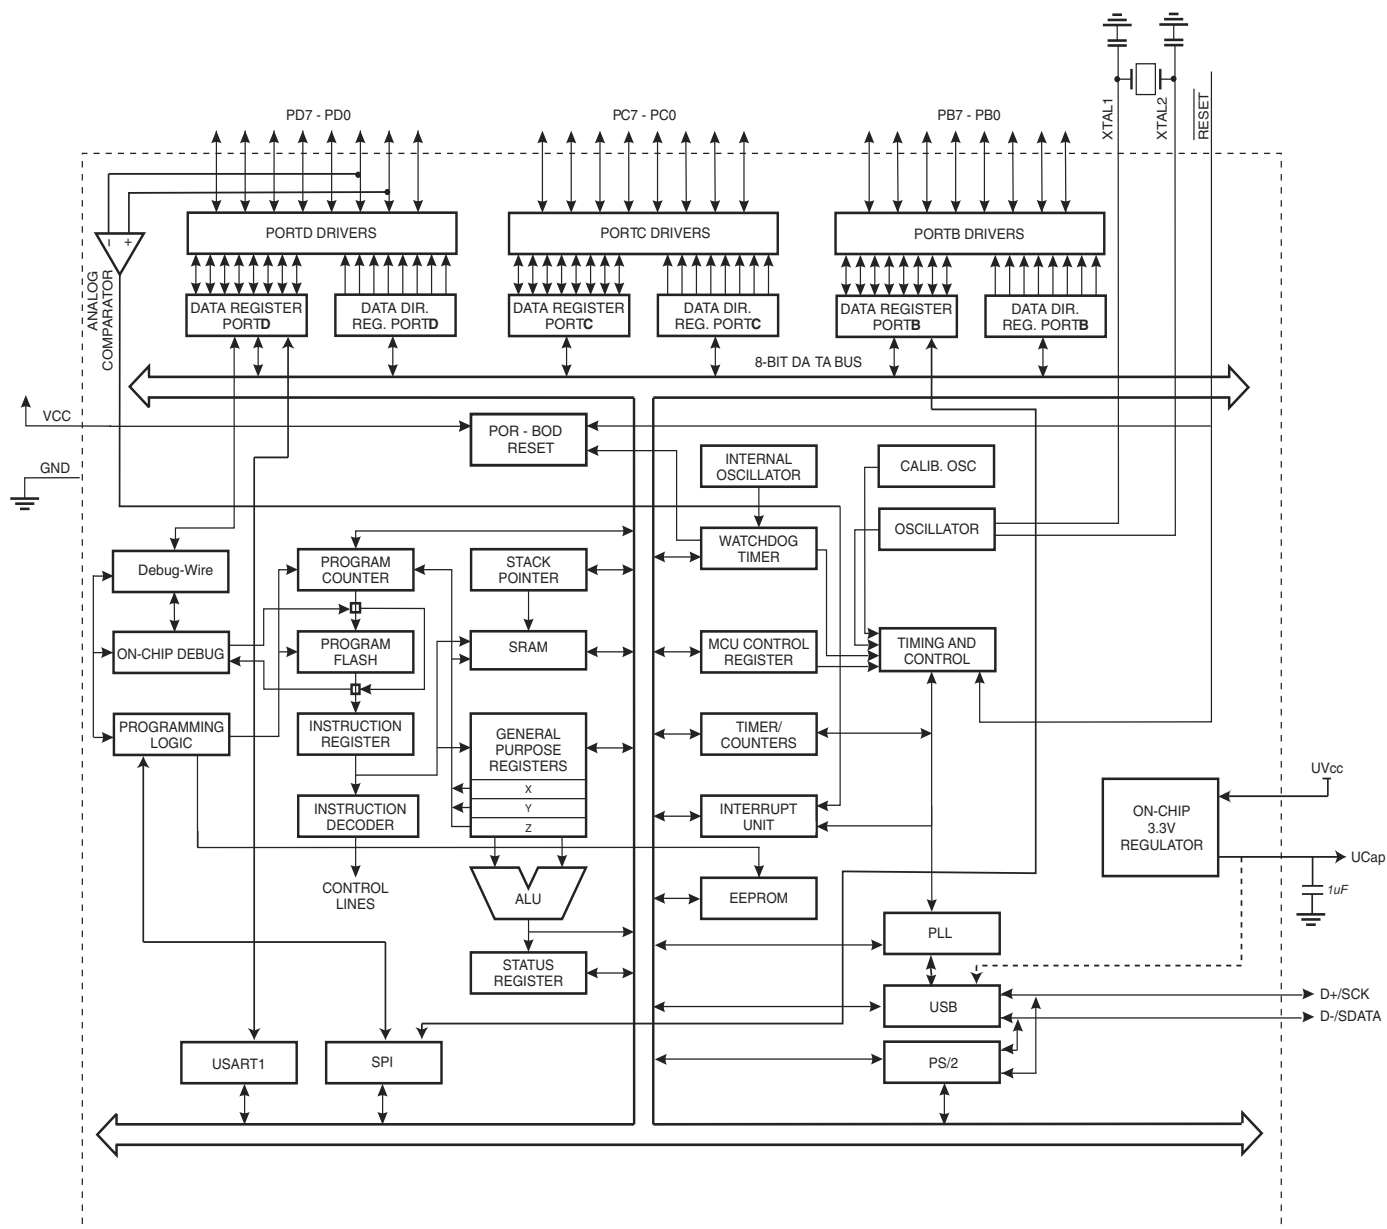 XTAL1
XTAL2
RESET
PD7 - PD0
PC7 - PC0
PB7 - PB0
PORTD DRIVERS
PORTC DRIVERS
PORTB DRIVERS
- +
ANALOG
COMPARATOR
DATA REGISTER
PORTD
DATA DIR.
REG. PORTD
DATA REGISTER
PORTC
DATA DIR.
REG. PORTC
DATA REGISTER
PORTB
DATA DIR.
REG. PORTB
8-BIT DA TA BUS
VCC
GND
POR - BOD
RESET
INTERNAL
OSCILLATOR
CALIB. OSC
WATCHDOG
TIMER
OSCILLATOR
Debug-Wire
PROGRAM
COUNTER
STACK
POINTER
ON-CHIP DEBUG
PROGRAM
FLASH
SRAM
MCU CONTROL
REGISTER
TIMING AND
CONTROL
PROGRAMMING
LOGIC
INSTRUCTION
REGISTER
GENERAL
PURPOSE
REGISTERS
X
Y
Z
TIMER/
COUNTERS
INSTRUCTION
DECODER
INTERRUPT
UNIT
ON-CHIP
3.3V
REGULATOR
UVcc
UCap
1uF
CONTROL
LINES
ALU
EEPROM
STATUS
REGISTER
PLL
USB
D+/SCK
D-/SDATA
USART1
SPI
PS/2